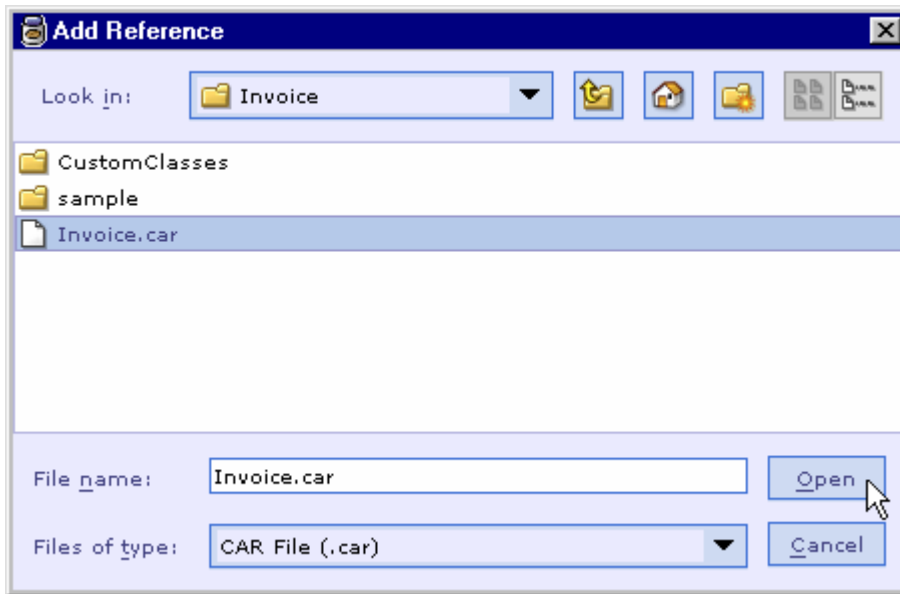 Add Reference
Look in: Invoice
CustomClasses
sample
Invoice.car
File name: Invoice.car Open
Files of type: CAR File (.car) Cancel